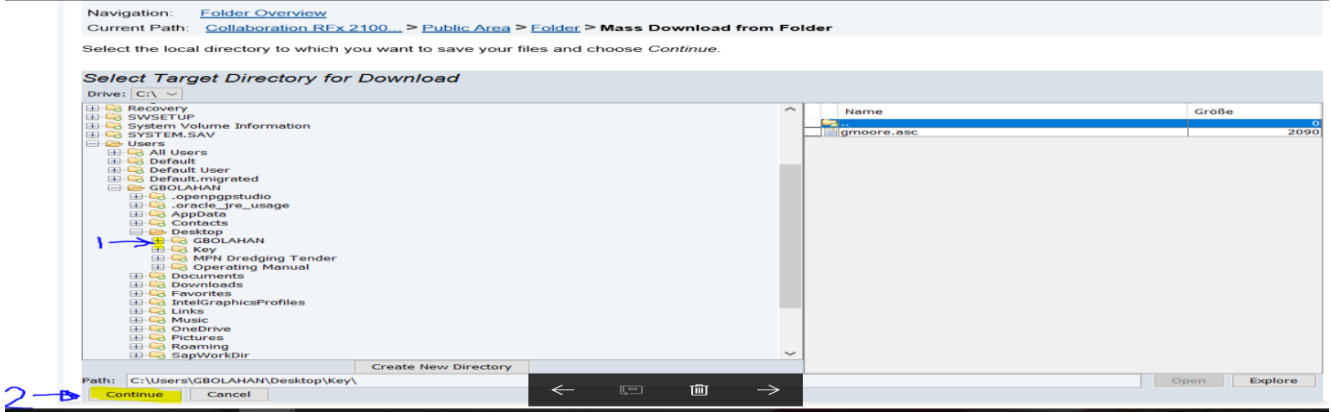 Navigation: Folder Overview
Current Path: Collaboration RFx 2100... > Public Area > Folder > Mass Download from Folder
Select the local directory to which you want to save your files and choose Continue.
Select Target Directory for Download
Drive: C:\
Recovery
SWSETUP
System Volume Information
SYSTEM.SAV
Users
All Users
Default
Default User
Default.migrated
GBOLAHAN
.openpgpstudio
.oracle_jre_usage
AppData
Contacts
Desktop
1
GBOLAHAN
Key
MPN Dredging Tender
Operating Manual
Documents
Downloads
Favorites
IntelGraphicsProfiles
Links
Music
OneDrive
Pictures
Roaming
SapWorkDir
Name Größe
.. 0
gmoore.asc 2090
Create New Directory
Path: C:\Users\GBOLAHAN\Desktop\Key\
Open Explore
2 Continue Cancel